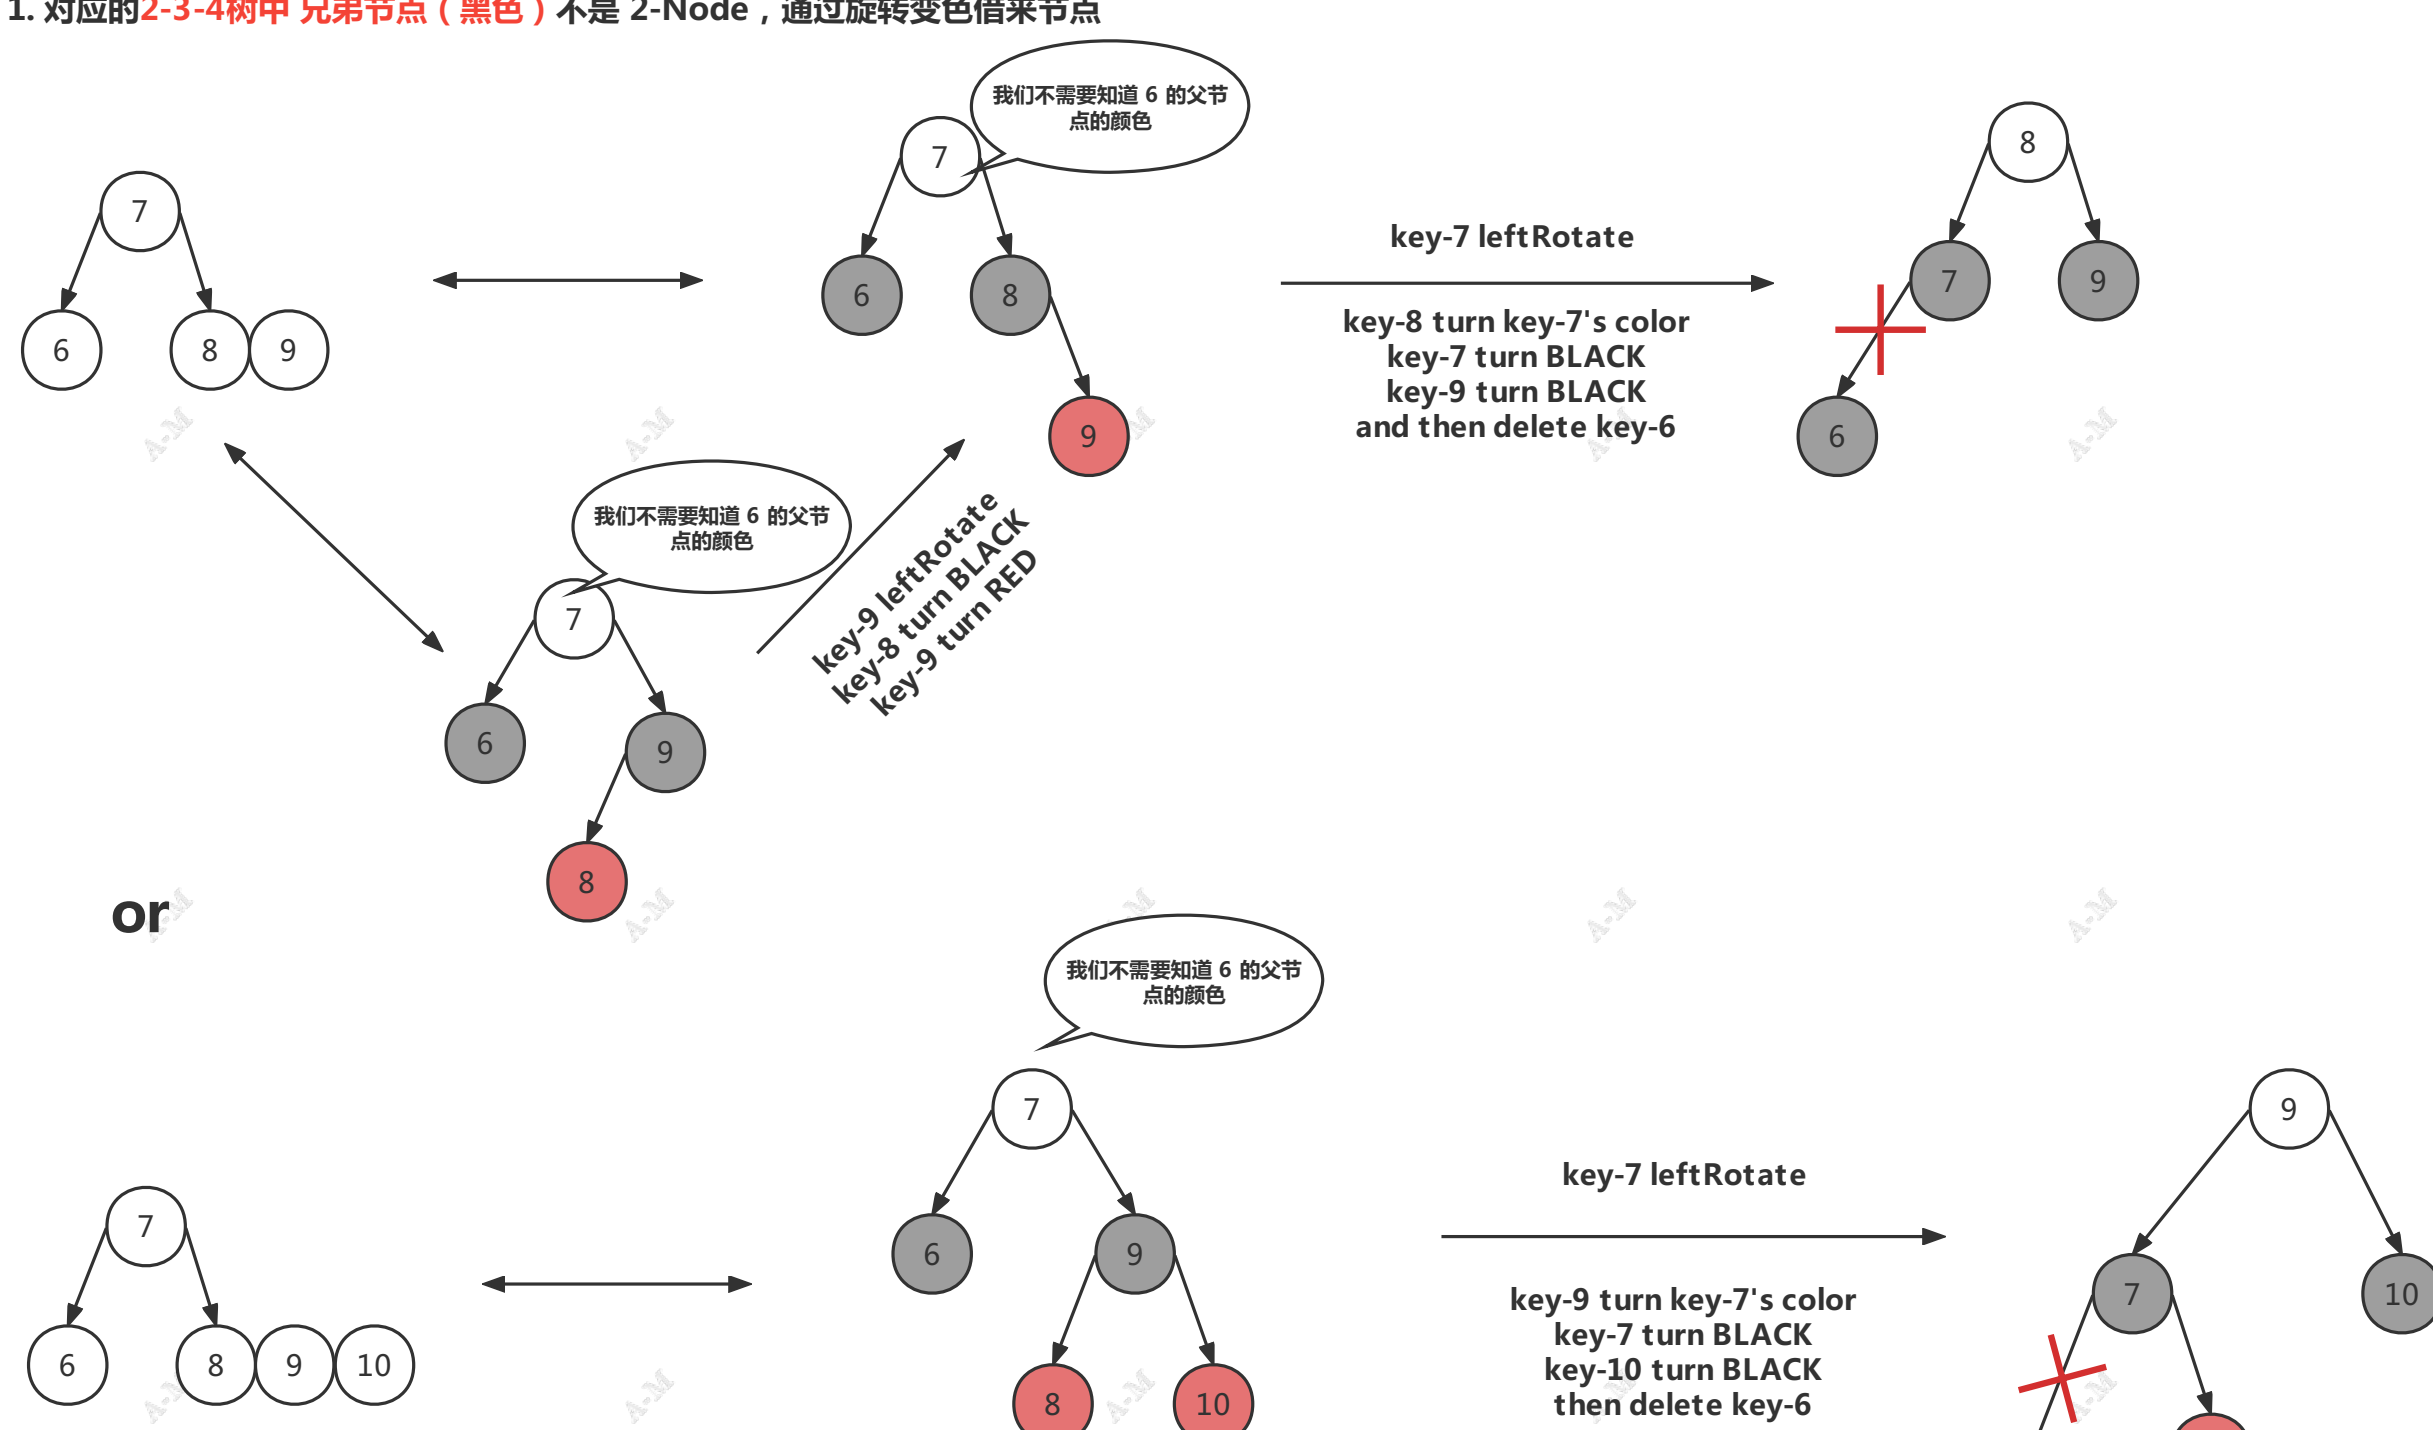 1. 对应的2-3-4树中 兄弟节点（黑色）不是 2-Node，通过旋转变色借来节点
我们不需要知道 6 的父节
点的颜色
7
6
8
9
7
6
8
9
key-7 leftRotate
key-8 turn key-7's color
key-7 turn BLACK
key-9 turn BLACK
and then delete key-6
8
7
9
6
我们不需要知道 6 的父节
点的颜色
7
6
9
8
key-9 leftRotate
key-8 turn BLACK
key-9 turn RED
or
我们不需要知道 6 的父节
点的颜色
7
6
8
9
10
7
6
9
8
10
key-7 leftRotate
key-9 turn key-7's color
key-7 turn BLACK
key-10 turn BLACK
then delete key-6
9
7
10
A-M
A-M
A-M
A-M
A-M
A-M
A-M
A-M
A-M
A-M
A-M
A-M